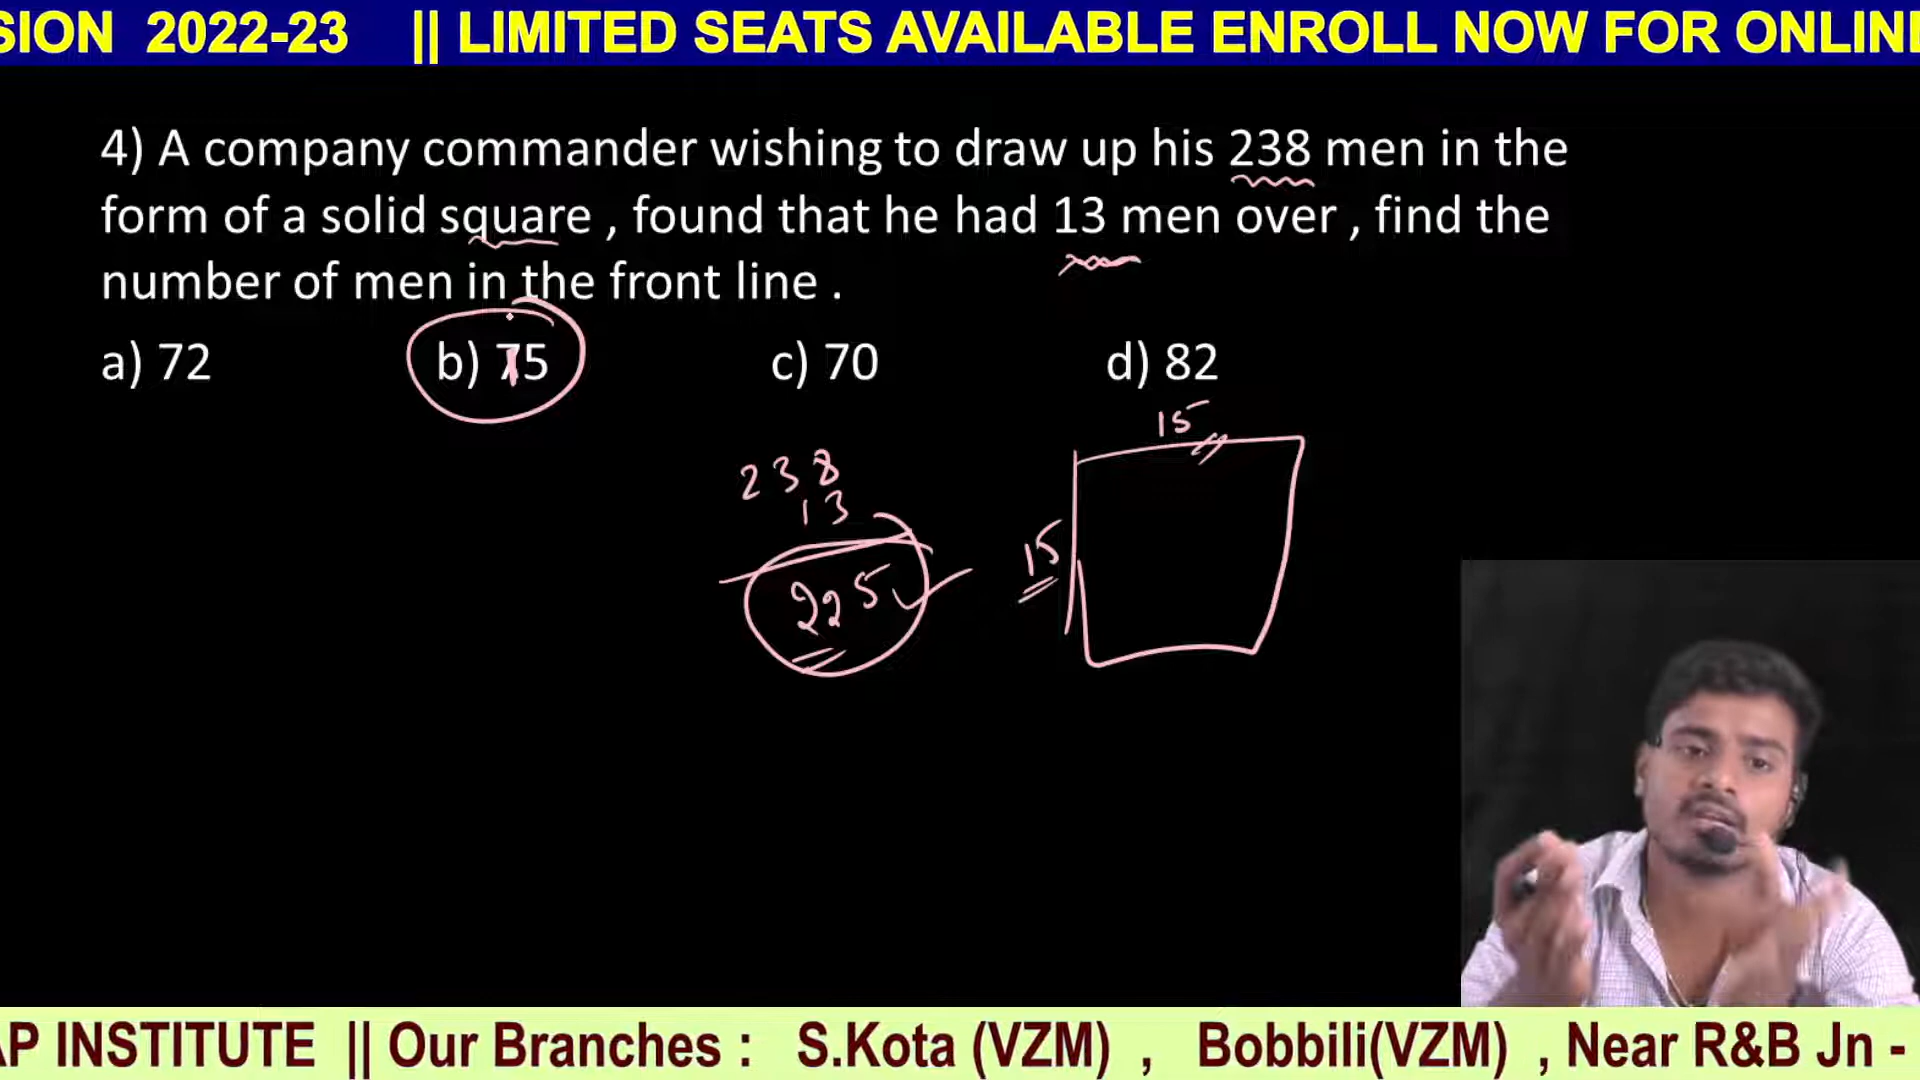 SION 2022-23 || LIMITED SEATS AVAILABLE ENROLL NOW FOR ONLIN
4) A company commander wishing to draw up his 238 men in the
form of a solid square , found that he had 13 men over , find the
number of men in the front line .
a) 72 b) 15 c) 70 d) 82
15
238
13
15
225
AP INSTITUTE || Our Branches : S.Kota (VZM) , Bobbili(VZM) , Near R&B Jn -